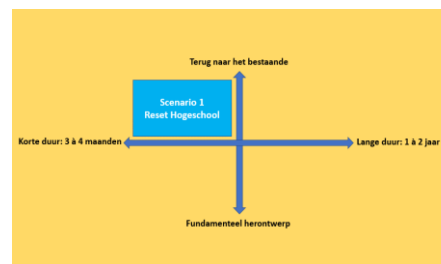 Terug naar het bestaande
Scenario 1
Reset Hogeschool
Korte duur: 3 à 4 maanden
Lange duur: 1 à 2 jaar
Fundamenteel herontwerp